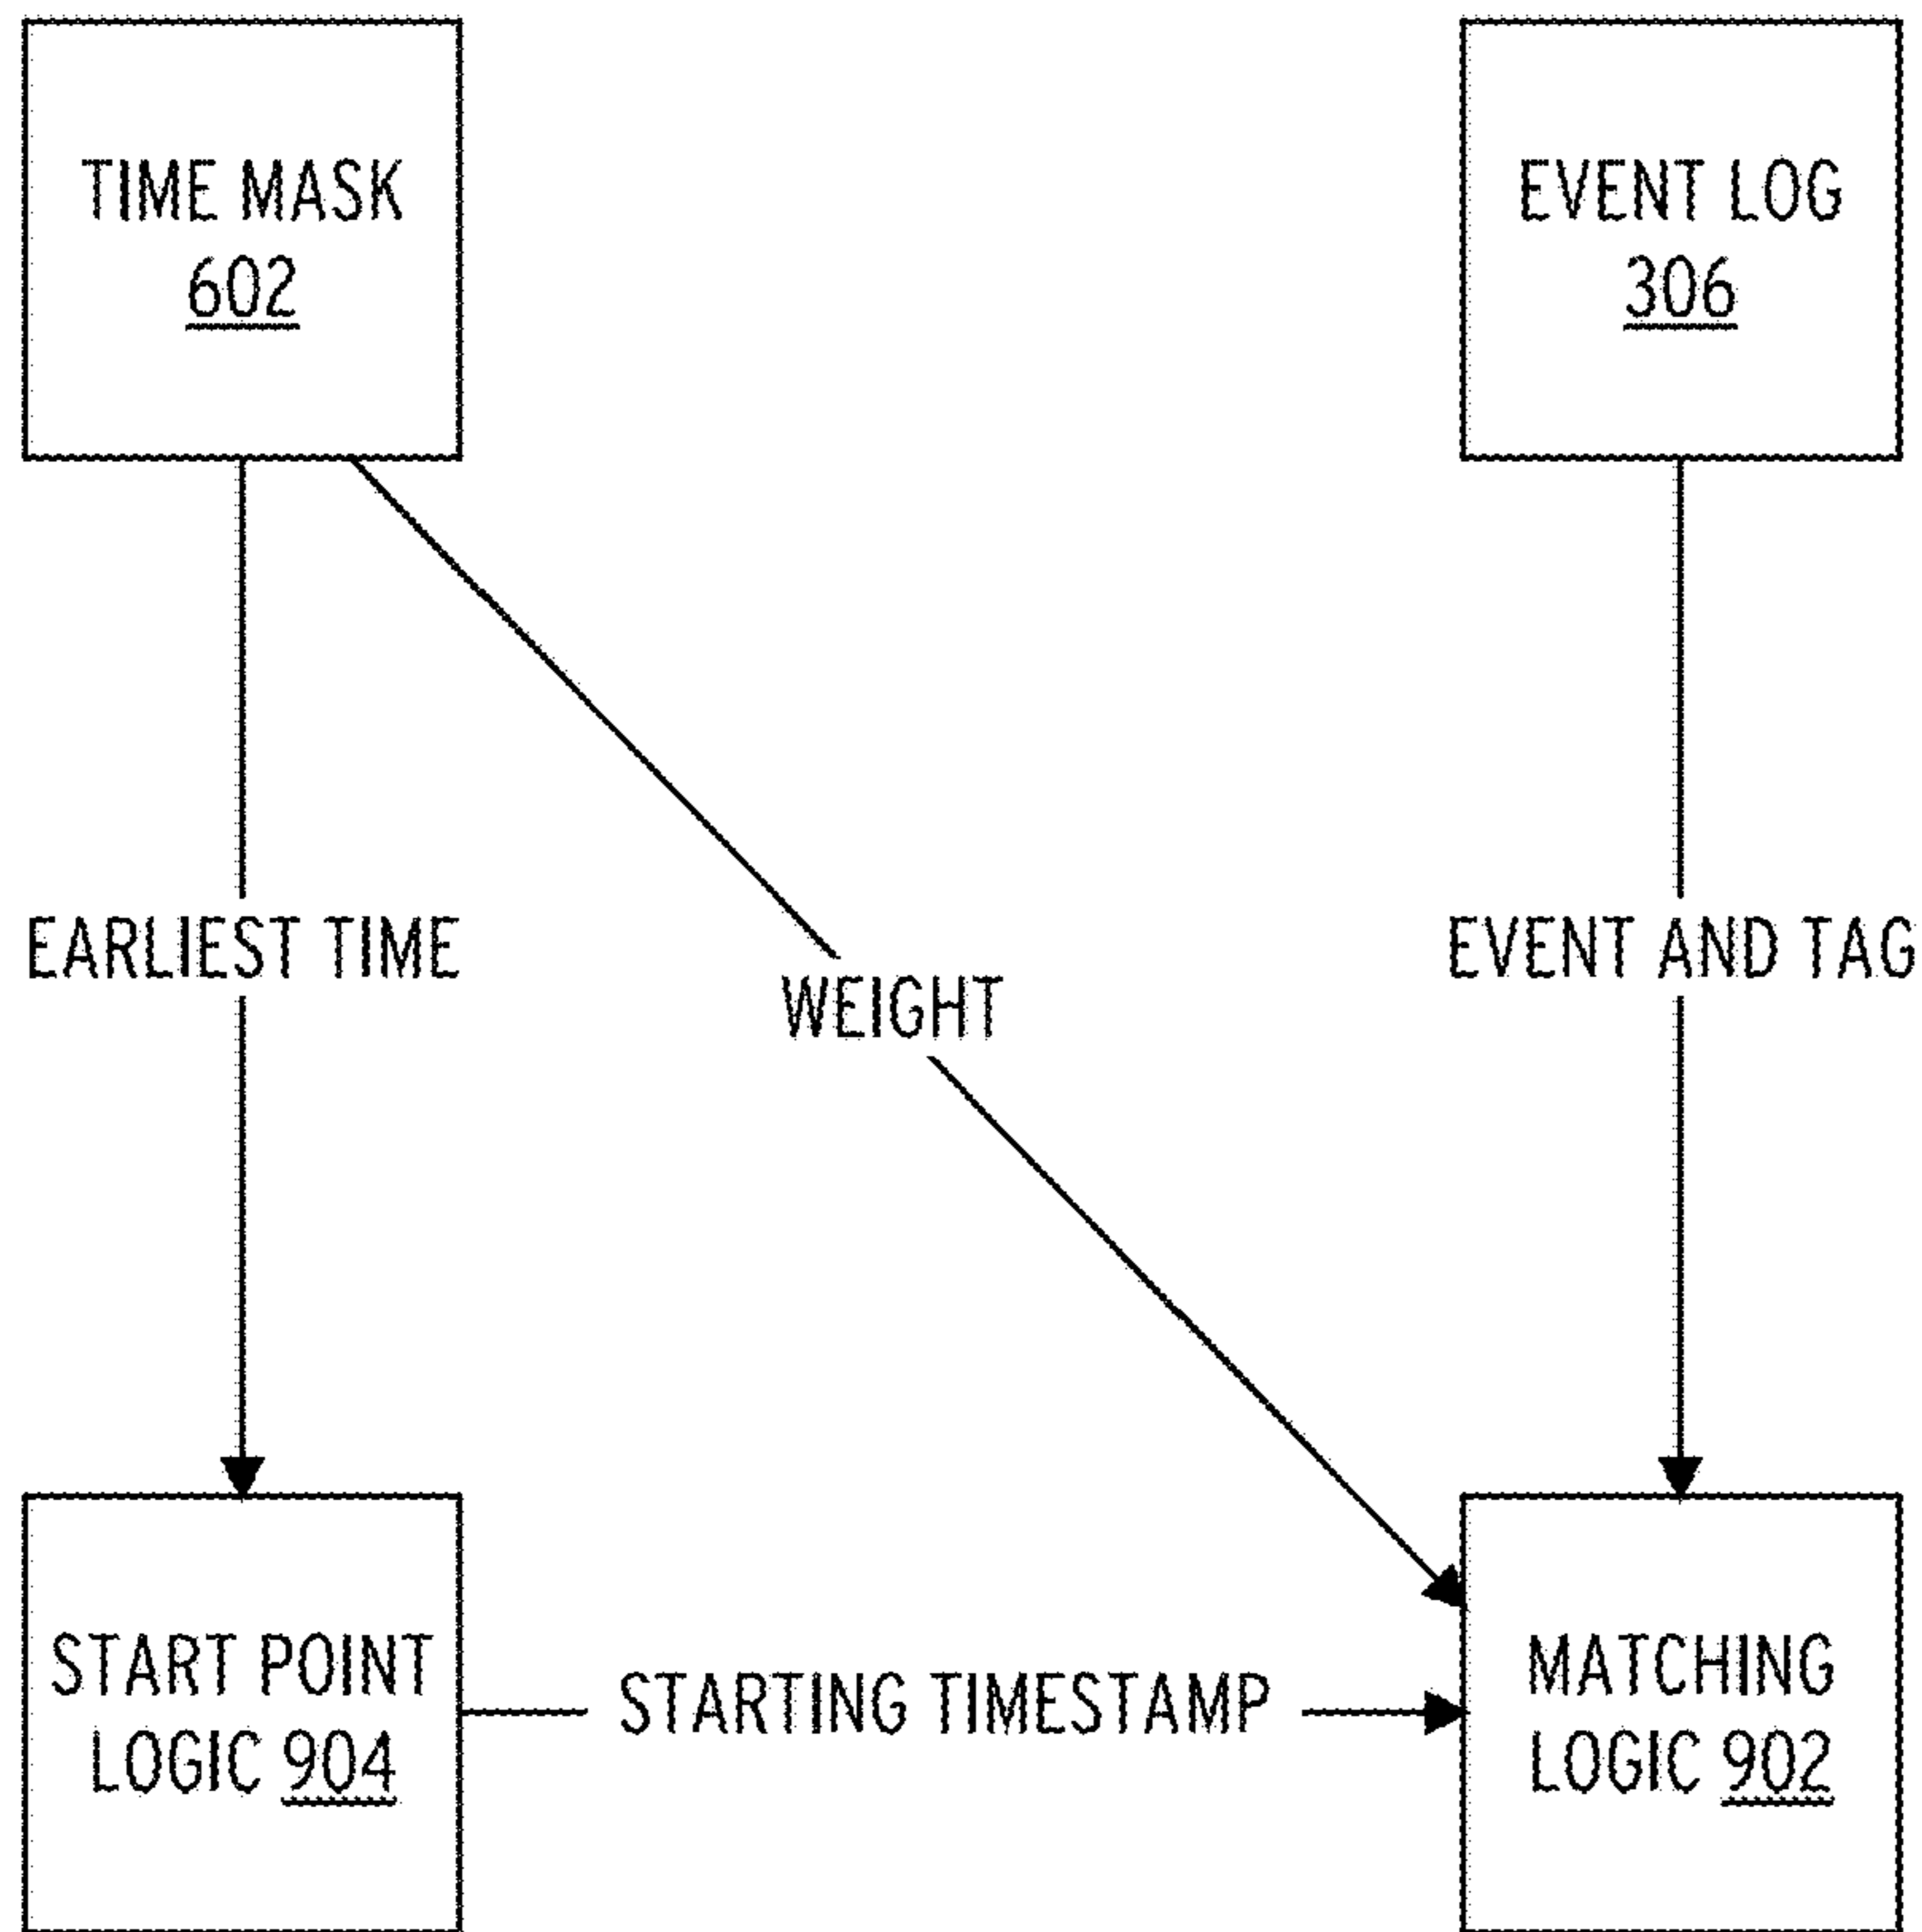 TIME MASK
602
EVENT LOG
306
EARLIEST TIME
WEIGHT
EVENT AND TAG
START POINT
LOGIC 904
STARTING TIMESTAMP
MATCHING
LOGIC 902